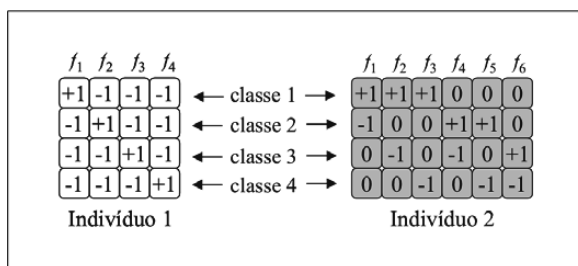 f1 f2 f3 f4 f1 f2 f3 f4 f5 f6
+1 -1 -1 -1 classe 1 +1 +1 +1 0 0 0
-1 +1 -1 -1 classe 2 -1 0 0 +1 +1 0
-1 -1 +1 -1 classe 3 0 -1 0 -1 0 +1
-1 -1 -1 +1 classe 4 0 0 -1 0 -1 -1
Indivíduo 1 Indivíduo 2